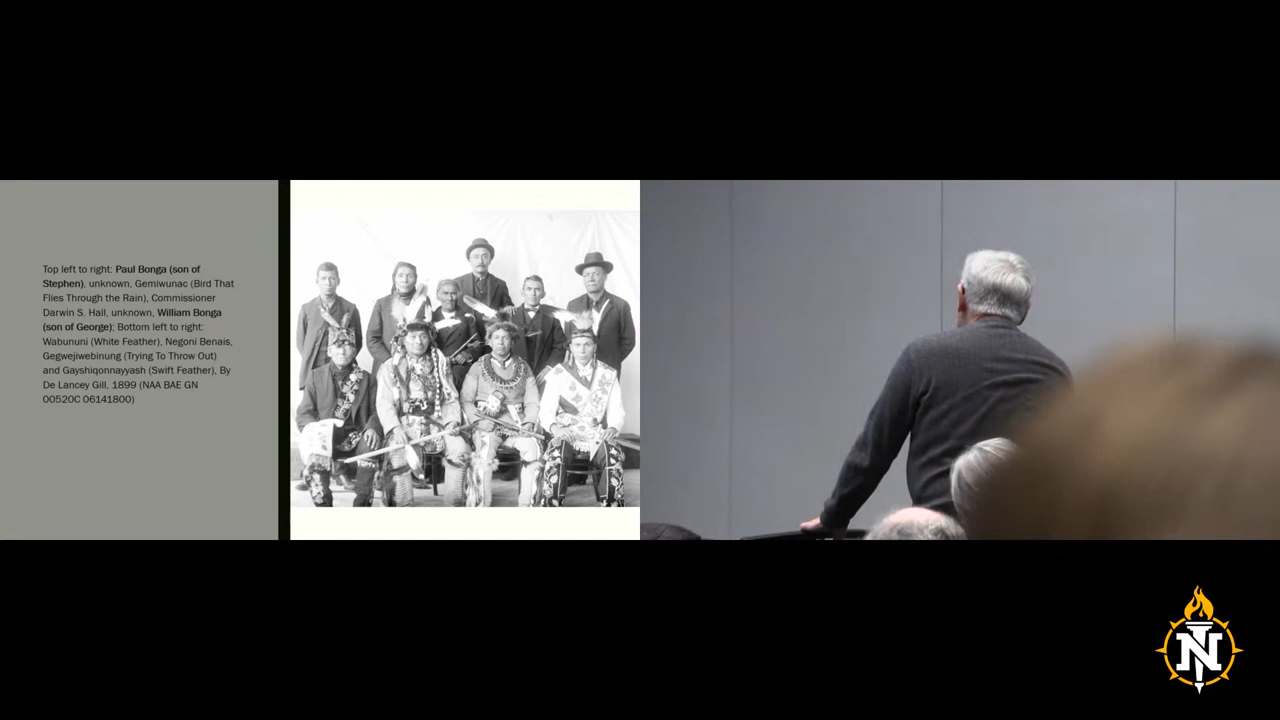 Top left to right: Paul Bonga (son of
Stephen), unknown, Gemiwunac (Bird That
Flies Through the Rain), Commissioner
Darwin S. Hall, unknown, William Bonga
(son of George); Bottom left to right:
Wabununi (White Feather), Negoni Benais,
Gegwejiwebinung (Trying To Throw Out)
and Gayshiqonnayyash (Swift Feather), By
De Lancey Gill, 1899 (NAA BAE GN
00520C 06141800)
N